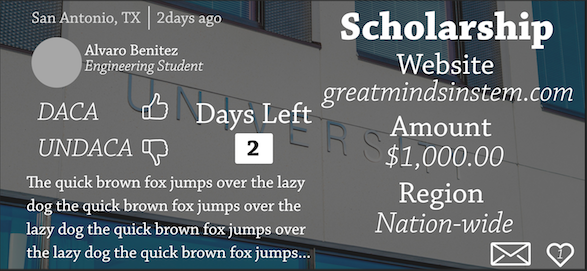 San Antonio, TX | 2days ago
Alvaro Benitez
Engineering Student
DACA
UNDACA
Days Left
2
The quick brown fox jumps over the lazy
dog the quick brown fox jumps over the
lazy dog the quick brown fox jumps over
the lazy dog the quick brown fox jumps...
Scholarship
Website
greatmindsinstem.com
Amount
$1,000.00
Region
Nation-wide
1
UNIVERSITY